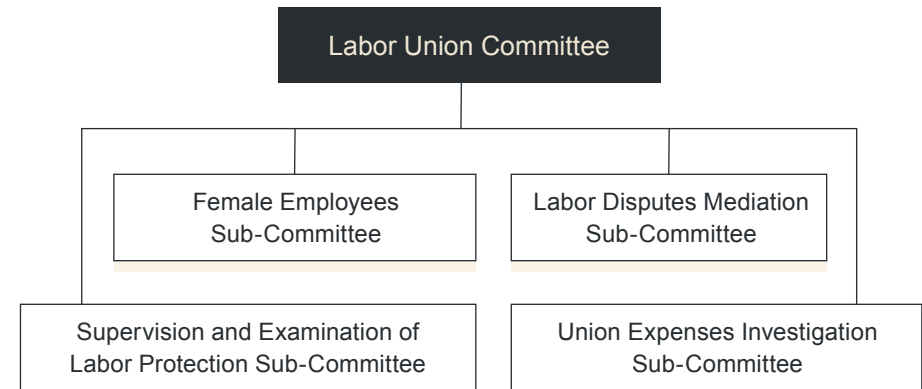 Labor Union Committee
Female Employees
Sub-Committee
Labor Disputes Mediation
Sub-Committee
Supervision and Examination of
Labor Protection Sub-Committee
Union Expenses Investigation
Sub-Committee